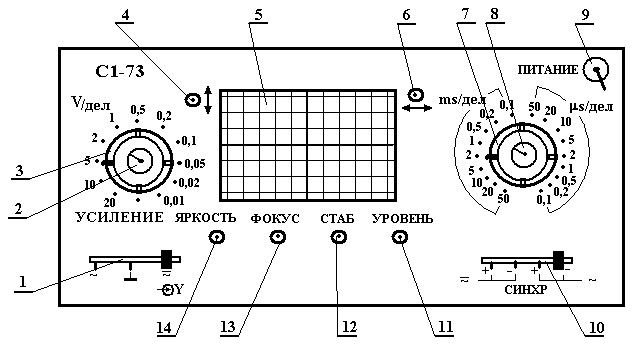 4 5 6 7 8 9
С1-73
ПИТАНИЕ
V/дел
ms/дел
μs/дел
0,5
1 0,2
2 0,1
5 0,05
10 0,02
20 0,01
0,1 50
0,2 20
0,5 10
1 5
2 2
5 1
10 0,5
20 0,2
50 0,1
3
2
УСИЛЕНИЕ ЯРКОСТЬ ФОКУС СТАБ УРОВЕНЬ
1
~ ⊥ ≂
Y
≂ + - + - ~
СИНХР
10
14 13 12 11